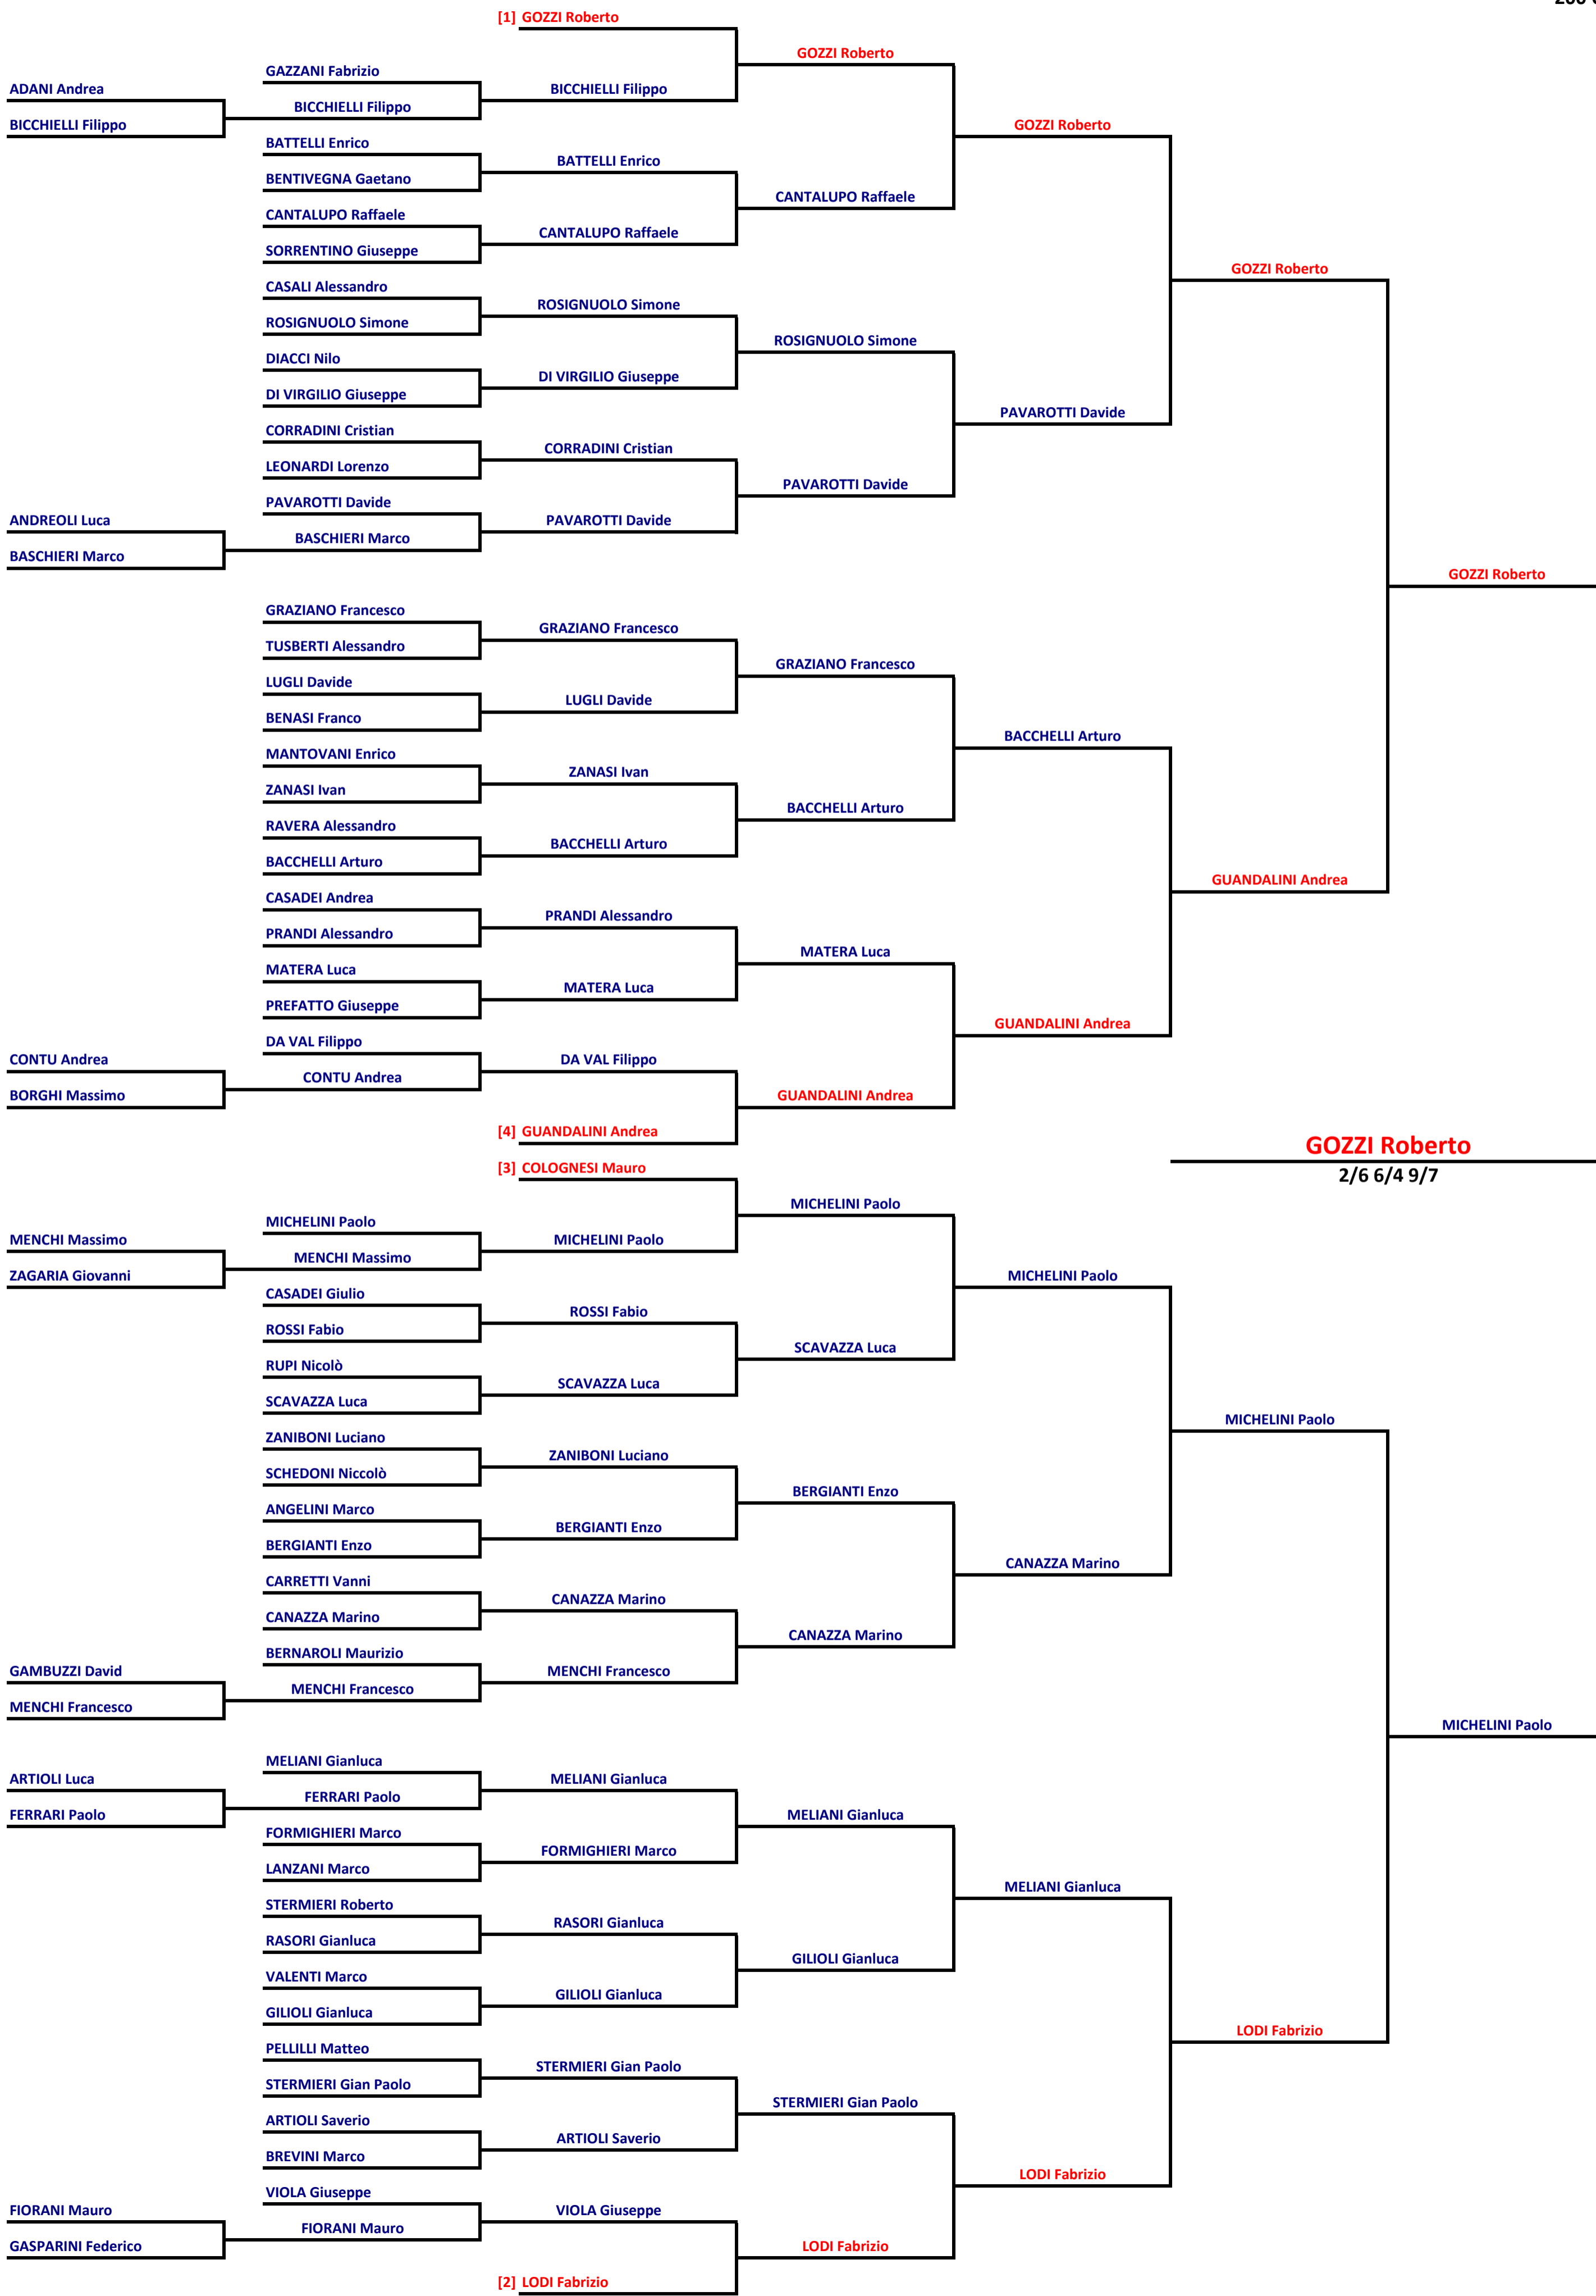 [1] GOZZI Roberto
GOZZI Roberto
GAZZANI Fabrizio
ADANI Andrea
BICCHIELLI Filippo
BICCHIELLI Filippo
BICCHIELLI Filippo
GOZZI Roberto
BATTELLI Enrico
BATTELLI Enrico
BENTIVEGNA Gaetano
CANTALUPO Raffaele
CANTALUPO Raffaele
CANTALUPO Raffaele
SORRENTINO Giuseppe
GOZZI Roberto
CASALI Alessandro
ROSIGNUOLO Simone
ROSIGNUOLO Simone
ROSIGNUOLO Simone
DIACCI Nilo
DI VIRGILIO Giuseppe
DI VIRGILIO Giuseppe
PAVAROTTI Davide
CORRADINI Cristian
CORRADINI Cristian
LEONARDI Lorenzo
PAVAROTTI Davide
PAVAROTTI Davide
ANDREOLI Luca
PAVAROTTI Davide
BASCHIERI Marco
BASCHIERI Marco
GOZZI Roberto
GRAZIANO Francesco
GRAZIANO Francesco
TUSBERTI Alessandro
GRAZIANO Francesco
LUGLI Davide
LUGLI Davide
BENASI Franco
BACCHELLI Arturo
MANTOVANI Enrico
ZANASI Ivan
ZANASI Ivan
BACCHELLI Arturo
RAVERA Alessandro
BACCHELLI Arturo
BACCHELLI Arturo
GUANDALINI Andrea
CASADEI Andrea
PRANDI Alessandro
PRANDI Alessandro
MATERA Luca
MATERA Luca
MATERA Luca
PREFATTO Giuseppe
GUANDALINI Andrea
DA VAL Filippo
CONTU Andrea
DA VAL Filippo
CONTU Andrea
BORGHI Massimo
GUANDALINI Andrea
[4] GUANDALINI Andrea
GOZZI Roberto
[3] COLOGNESI Mauro
2/6 6/4 9/7
MICHELINI Paolo
MICHELINI Paolo
MENCHI Massimo
MICHELINI Paolo
MENCHI Massimo
ZAGARIA Giovanni
MICHELINI Paolo
CASADEI Giulio
ROSSI Fabio
ROSSI Fabio
SCAVAZZA Luca
RUPI Nicolò
SCAVAZZA Luca
SCAVAZZA Luca
MICHELINI Paolo
ZANIBONI Luciano
ZANIBONI Luciano
SCHEDONI Niccolò
BERGIANTI Enzo
ANGELINI Marco
BERGIANTI Enzo
BERGIANTI Enzo
CANAZZA Marino
CARRETTI Vanni
CANAZZA Marino
CANAZZA Marino
CANAZZA Marino
BERNAROLI Maurizio
GAMBUZZI David
MENCHI Francesco
MENCHI Francesco
MENCHI Francesco
MICHELINI Paolo
MELIANI Gianluca
ARTIOLI Luca
MELIANI Gianluca
FERRARI Paolo
FERRARI Paolo
MELIANI Gianluca
FORMIGHIERI Marco
FORMIGHIERI Marco
LANZANI Marco
MELIANI Gianluca
STERMIERI Roberto
RASORI Gianluca
RASORI Gianluca
GILIOLI Gianluca
VALENTI Marco
GILIOLI Gianluca
GILIOLI Gianluca
LODI Fabrizio
PELLILLI Matteo
STERMIERI Gian Paolo
STERMIERI Gian Paolo
STERMIERI Gian Paolo
ARTIOLI Saverio
ARTIOLI Saverio
BREVINI Marco
LODI Fabrizio
VIOLA Giuseppe
FIORANI Mauro
VIOLA Giuseppe
FIORANI Mauro
GASPARINI Federico
LODI Fabrizio
[2] LODI Fabrizio